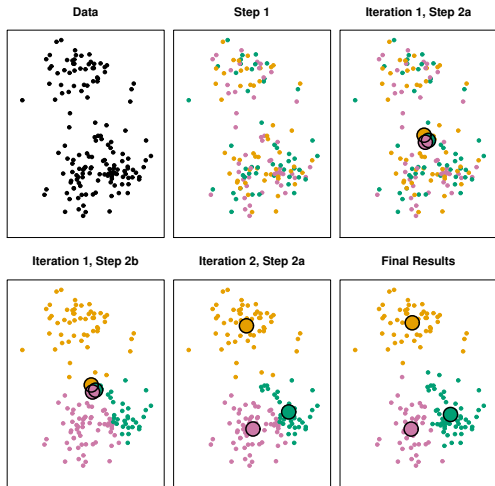 Data
Step 1
Iteration 1, Step 2a
Iteration 1, Step 2b
Iteration 2, Step 2a
Final Results